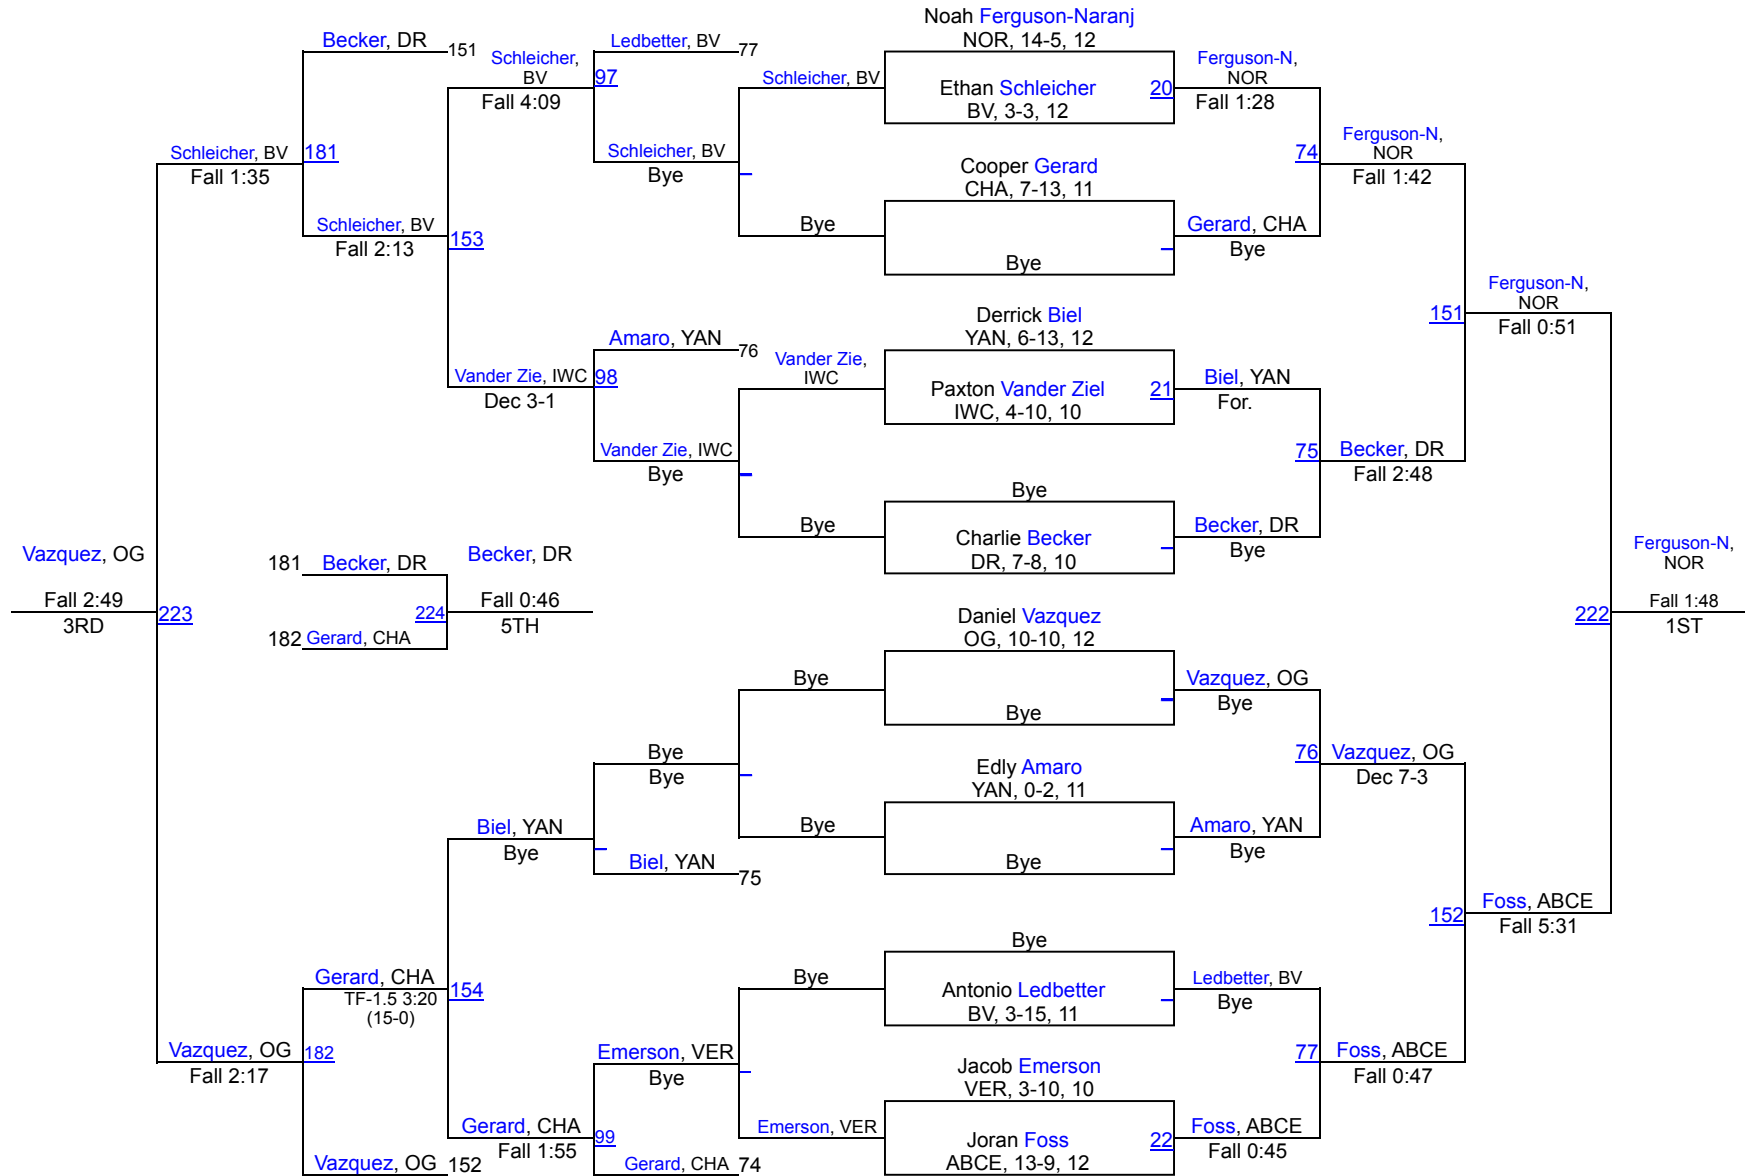 Noah Ferguson-Naranj
NOR, 14-5, 12
Ethan Schleicher
BV, 3-3, 12
20
Cooper Gerard
CHA, 7-13, 11
Bye
Derrick Biel
YAN, 6-13, 12
Paxton Vander Ziel
IWC, 4-10, 10
21
Bye
Charlie Becker
DR, 7-8, 10
Daniel Vazquez
OG, 10-10, 12
Bye
Edly Amaro
YAN, 0-2, 11
Bye
Bye
Antonio Ledbetter
BV, 3-15, 11
Jacob Emerson
VER, 3-10, 10
Joran Foss
ABCE, 13-9, 12
22
Ferguson-N,
NOR
Fall 1:28
74
Gerard, CHA
Bye
Biel, YAN
For.
75
Becker, DR
Bye
Vazquez, OG
Bye
76
Amaro, YAN
Bye
Ledbetter, BV
Bye
77
Foss, ABCE
Fall 0:45
Ferguson-N,
NOR
Fall 1:42
151
Becker, DR
Fall 2:48
Vazquez, OG
Dec 7-3
152
Foss, ABCE
Fall 0:47
Ferguson-N,
NOR
Fall 0:51
222
Foss, ABCE
Fall 5:31
Ferguson-N,
NOR
Fall 1:48
1ST
Schleicher, BV
Bye
Vander Zie,
IWC
Bye
Bye
Bye
Bye
Emerson, VER
Ledbetter, BV
77
97
Schleicher, BV
Bye
Amaro, YAN
76
98
Vander Zie, IWC
Bye
Bye
Bye
Biel, YAN
75
Emerson, VER
Bye
99
Gerard, CHA
74
Schleicher,
BV
Fall 4:09
153
Vander Zie, IWC
Dec 3-1
Biel, YAN
Bye
154
Gerard, CHA
Fall 1:55
Becker, DR
151
181
Schleicher, BV
Fall 2:13
Gerard, CHA
TF-1.5 3:20
(15-0)
182
Vazquez, OG
152
Schleicher, BV
Fall 1:35
223
Vazquez, OG
Fall 2:17
Vazquez, OG
Fall 2:49
3RD
181
Becker, DR
224
182
Gerard, CHA
Becker, DR
Fall 0:46
5TH